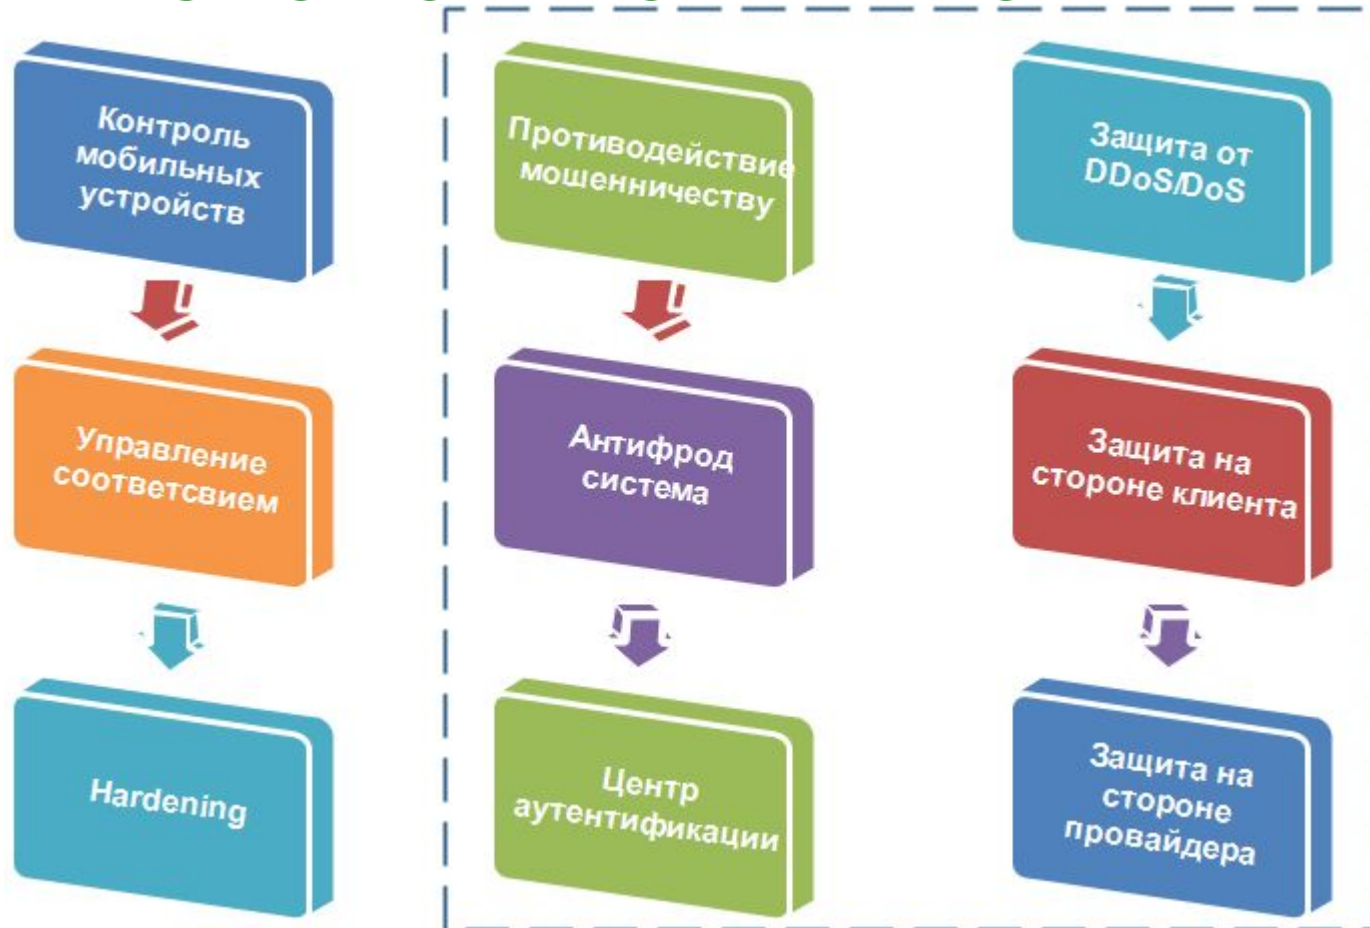 Контроль
мобильных
устройств
Управление
соответсвием
Hardening
Противодействие
мошенничеству
Антифрод
система
Центр
аутентификации
Защита от
DDoS/DoS
Защита на
стороне клиента
Защита на
стороне
провайдера